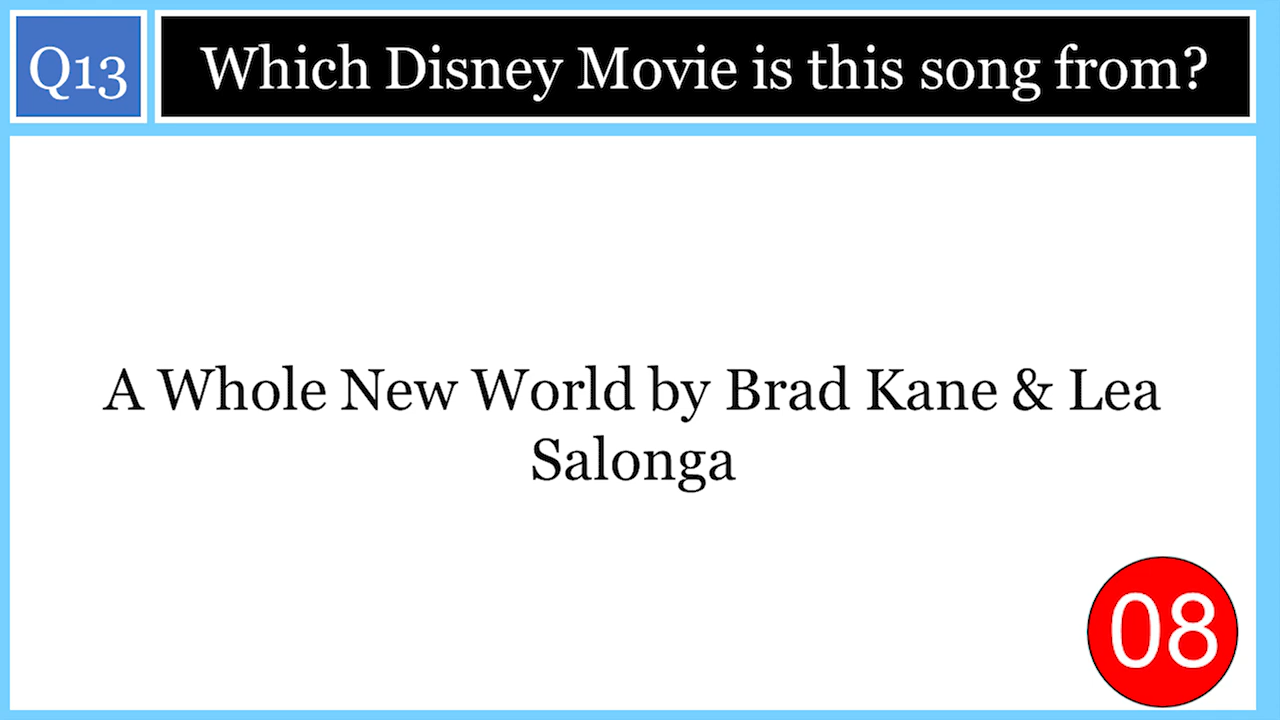 Q13
Which Disney Movie is this song from?
A Whole New World by Brad Kane & Lea
Salonga
08